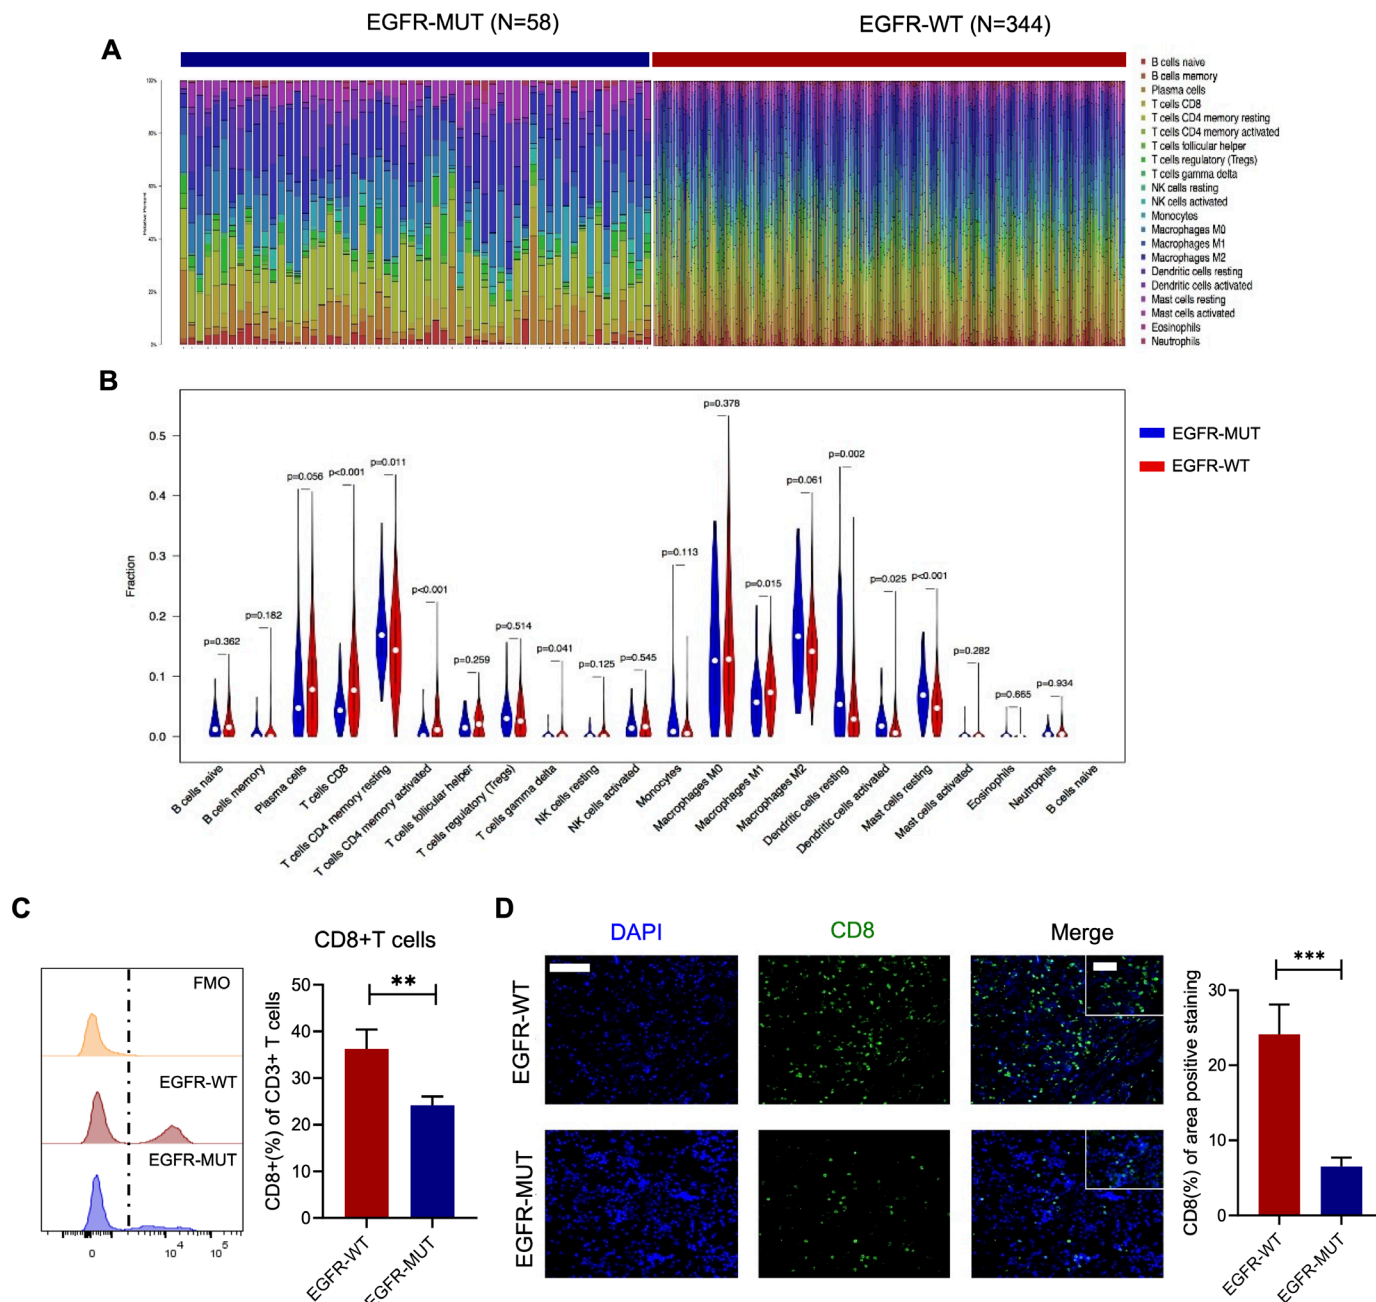 EGFR-MUT (N=58)
EGFR-WT (N=344)
A
100%
80%
60%
40%
20%
0%
B cells naive
B cells memory
Plasma cells
T cells CD8
T cells CD4 memory resting
T cells CD4 memory activated
T cells follicular helper
T cells regulatory (Tregs)
T cells gamma delta
NK cells resting
NK cells activated
Monocytes
Macrophages M0
Macrophages M1
Macrophages M2
Dendritic cells resting
Dendritic cells activated
Mast cells resting
Mast cells activated
Eosinophils
Neutrophils
B
Fraction
0.5
0.4
0.3
0.2
0.1
0.0
p=0.362
p=0.182
p=0.056
p<0.001
p=0.011
p<0.001
p=0.259
p=0.514
p=0.041
p=0.125
p=0.545
p=0.113
p=0.378
p=0.015
p=0.061
p=0.002
p=0.025
p<0.001
p=0.282
p=0.665
p=0.934
EGFR-MUT
EGFR-WT
B cells naive
B cells memory
Plasma cells
T cells CD8
T cells CD4 memory resting
T cells CD4 memory activated
T cells follicular helper
T cells regulatory (Tregs)
T cells gamma delta
NK cells resting
NK cells activated
Monocytes
Macrophages M0
Macrophages M1
Macrophages M2
Dendritic cells resting
Dendritic cells activated
Mast cells resting
Mast cells activated
Eosinophils
Neutrophils
B cells naive
C
FMO
EGFR-WT
EGFR-MUT
0
10^4
10^5
CD8+T cells
**
CD8+(%) of CD3+ T cells
50
40
30
20
10
0
EGFR-WT
EGFR-MUT
D
DAPI
CD8
Merge
EGFR-WT
EGFR-MUT
***
CD8(%) of area positive staining
30
20
10
0
EGFR-WT
EGFR-MUT